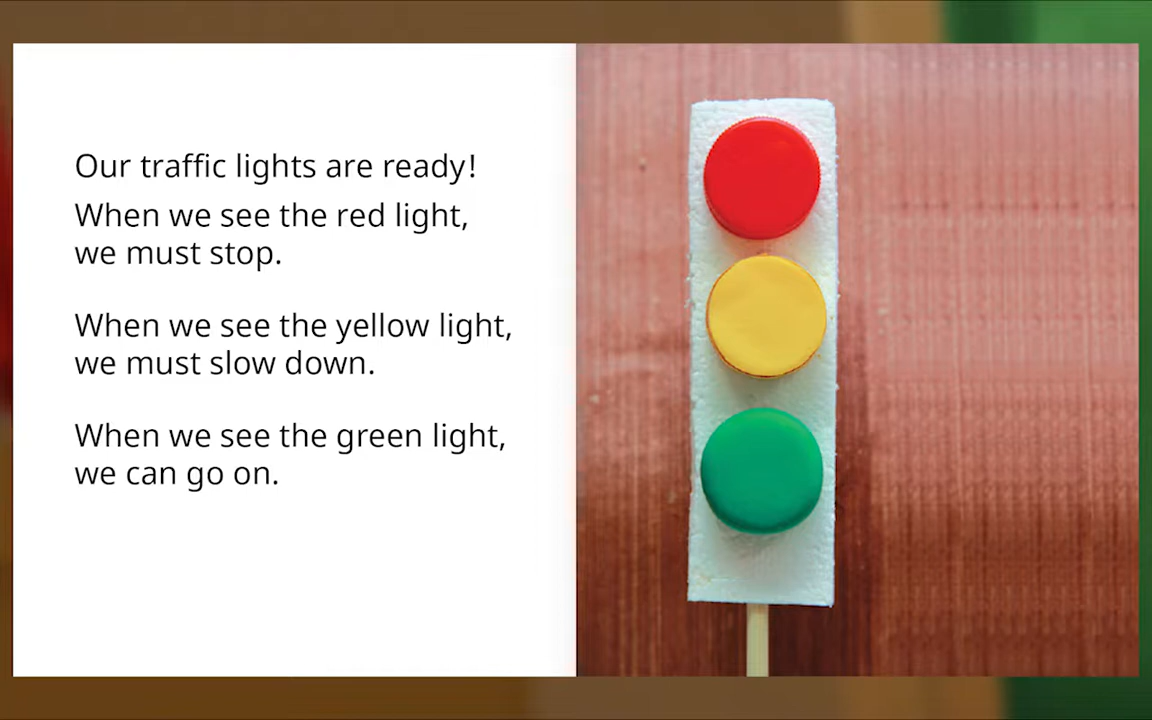 Our traffic lights are ready!
When we see the red light,
we must stop.
When we see the yellow light,
we must slow down.
When we see the green light,
we can go on.